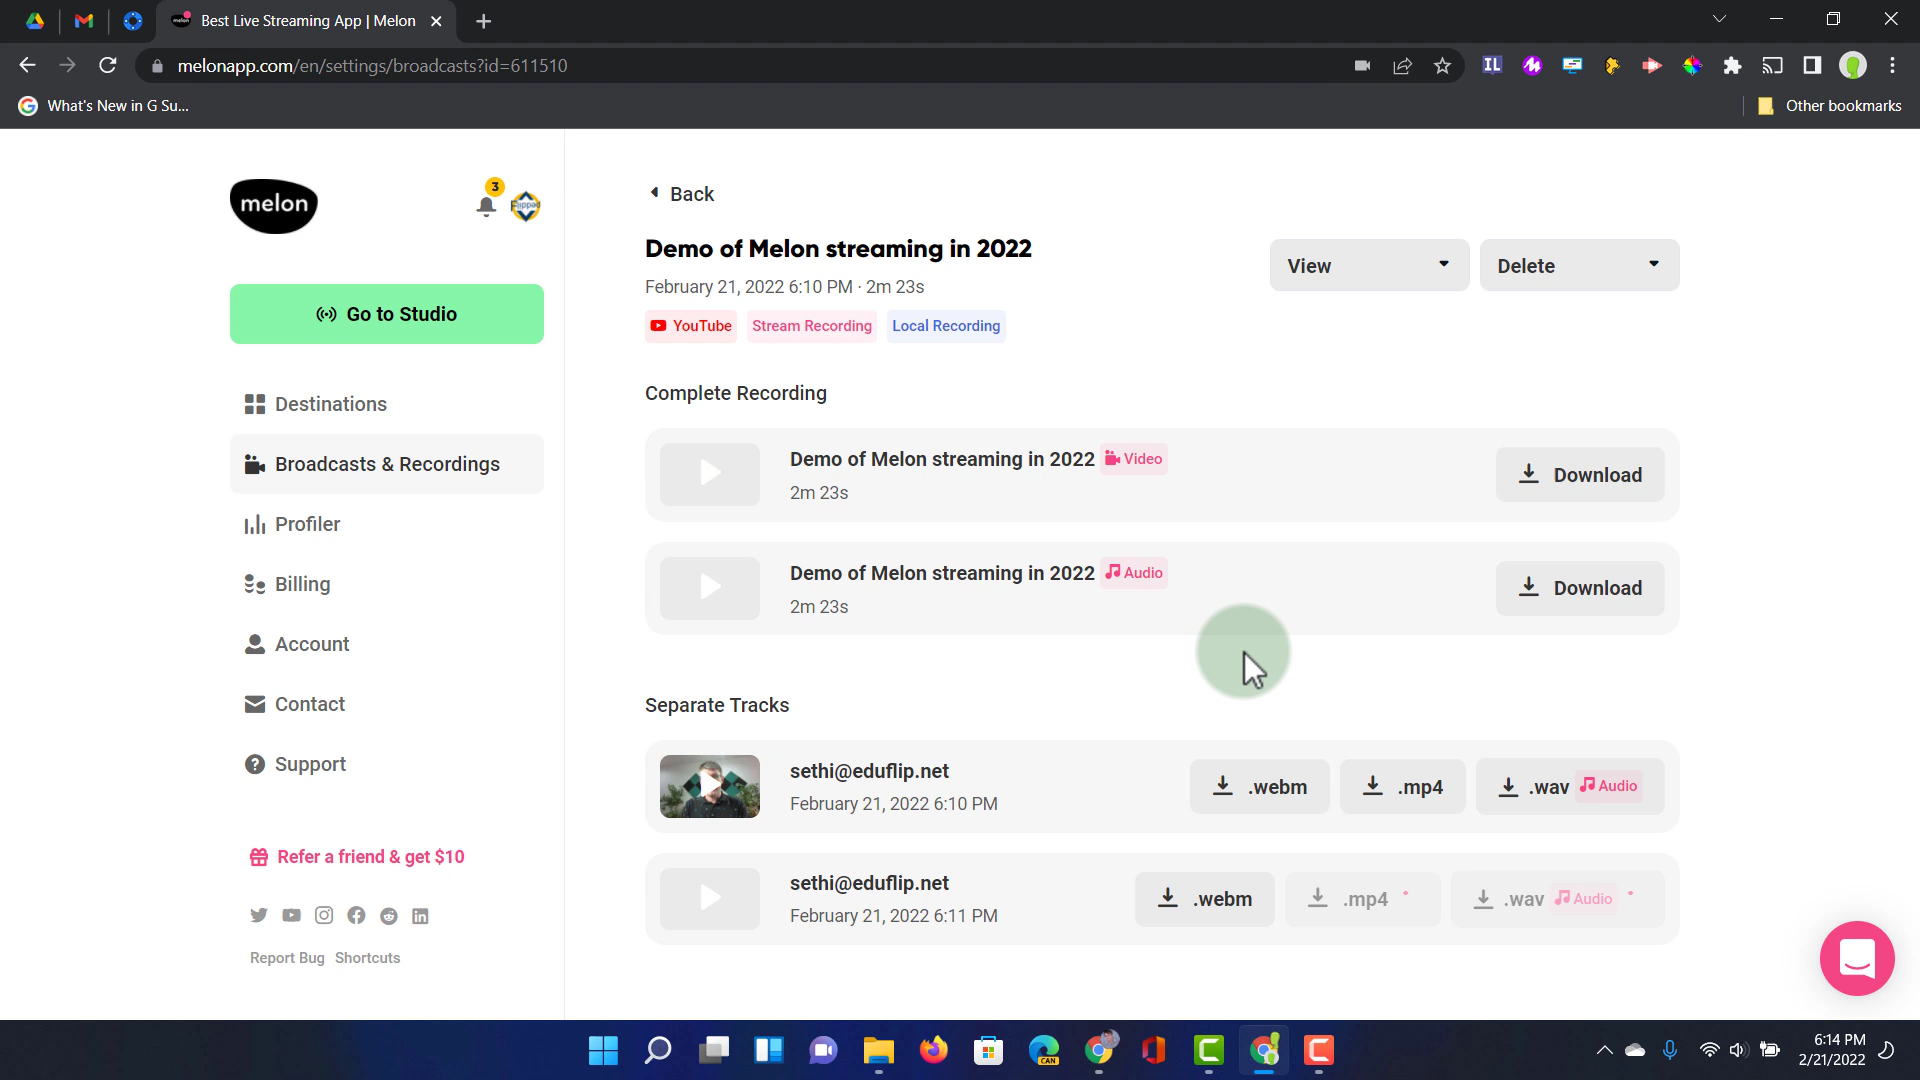 Best Live Streaming App | Melon
melonapp.com/en/settings/broadcasts?id=611510
IL
What's New in G Su...
Other bookmarks
melon
3
Flipped
Go to Studio
Destinations
Broadcasts & Recordings
Profiler
Billing
Account
Contact
Support
Refer a friend & get $10
Report Bug Shortcuts
Back
Demo of Melon streaming in 2022
View
Delete
February 21, 2022 6:10 PM · 2m 23s
YouTube Stream Recording Local Recording
Complete Recording
Demo of Melon streaming in 2022 Video
2m 23s
Download
Demo of Melon streaming in 2022 Audio
2m 23s
Download
Separate Tracks
sethi@eduflip.net
February 21, 2022 6:10 PM
.webm .mp4 .wav Audio
sethi@eduflip.net
February 21, 2022 6:11 PM
.webm .mp4 .wav Audio
CAN
6:14 PM
2/21/2022